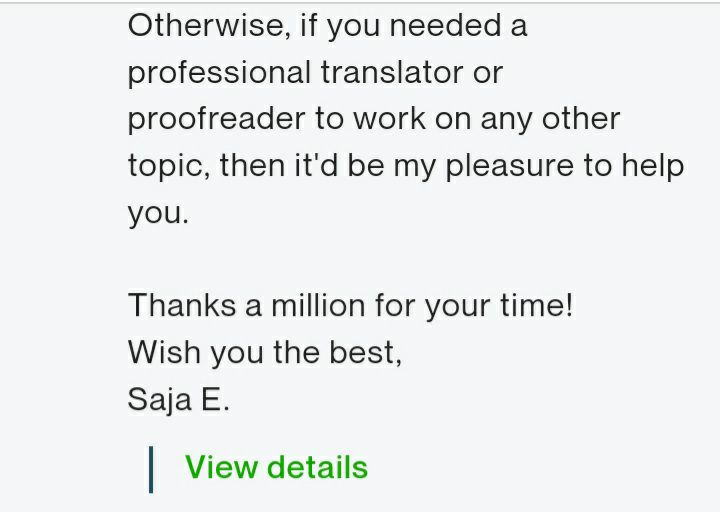 Otherwise, if you needed a
professional translator or
proofreader to work on any other
topic, then it'd be my pleasure to help
you.
Thanks a million for your time!
Wish you the best,
Saja E.
View details